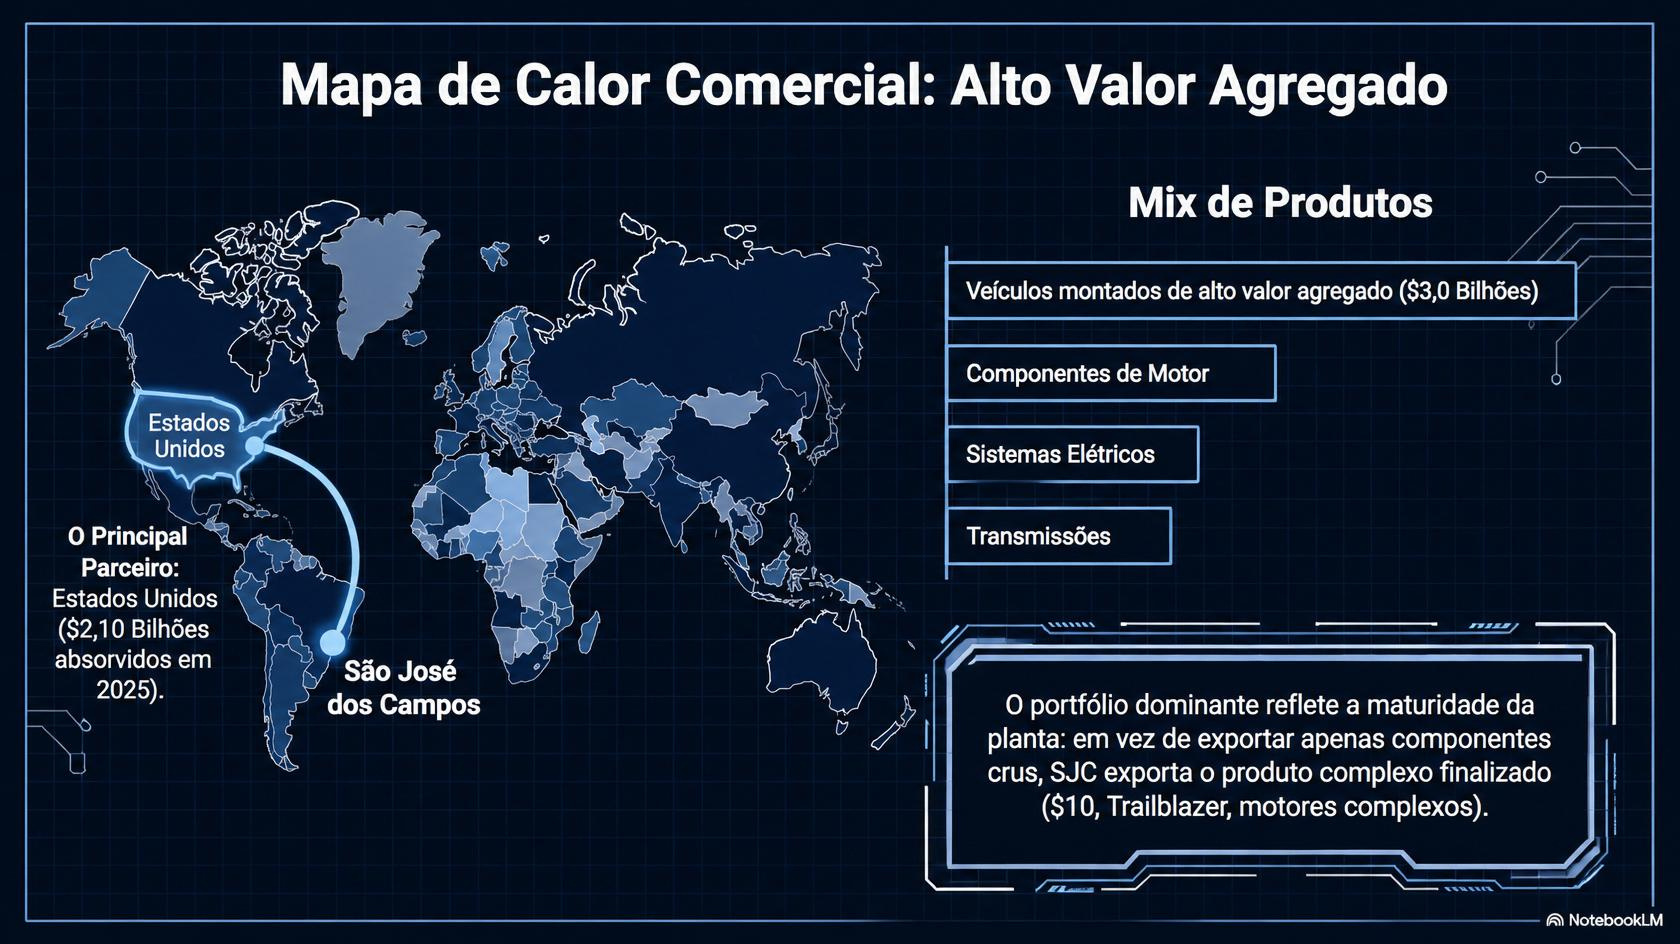 Mapa de Calor Comercial: Alto Valor Agregado
Estados
Unidos
O Principal
Parceiro:
Estados Unidos
($2,10 Bilhões
absorvidos em
2025).
São José
dos Campos
Mix de Produtos
Veículos montados de alto valor agregado ($3,0 Bilhões)
Componentes de Motor
Sistemas Elétricos
Transmissões
O portfólio dominante reflete a maturidade da
planta: em vez de exportar apenas componentes
crus, SJC exporta o produto complexo finalizado
($10, Trailblazer, motores complexos).
NotebookLM